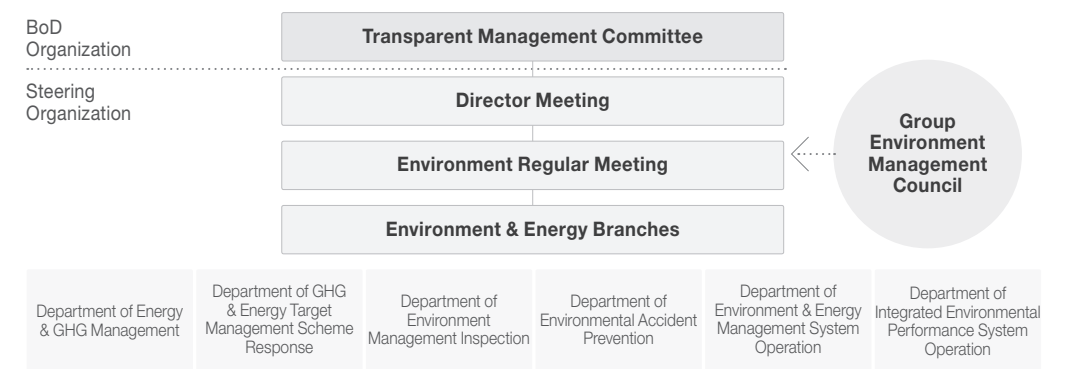 BoD
Organization
Transparent Management Committee
Steering
Organization
Director Meeting
Environment Regular Meeting
Environment & Energy Branches
Group
Environment
Management
Council
Department of Energy
& GHG Management
Department of GHG
& Energy Target
Management Scheme
Response
Department of
Environment
Management Inspection
Department of
Environmental Accident
Prevention
Department of
Environment & Energy
Management System
Operation
Department of
Integrated Environmental
Performance System
Operation